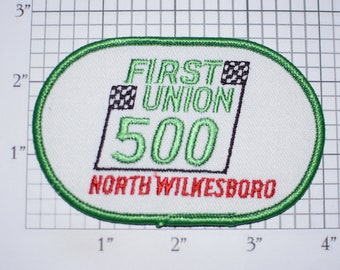 3"
2"
1"
FIRST
UNION
500
NORTH WILKESBORO
1" 2" 3" 4"